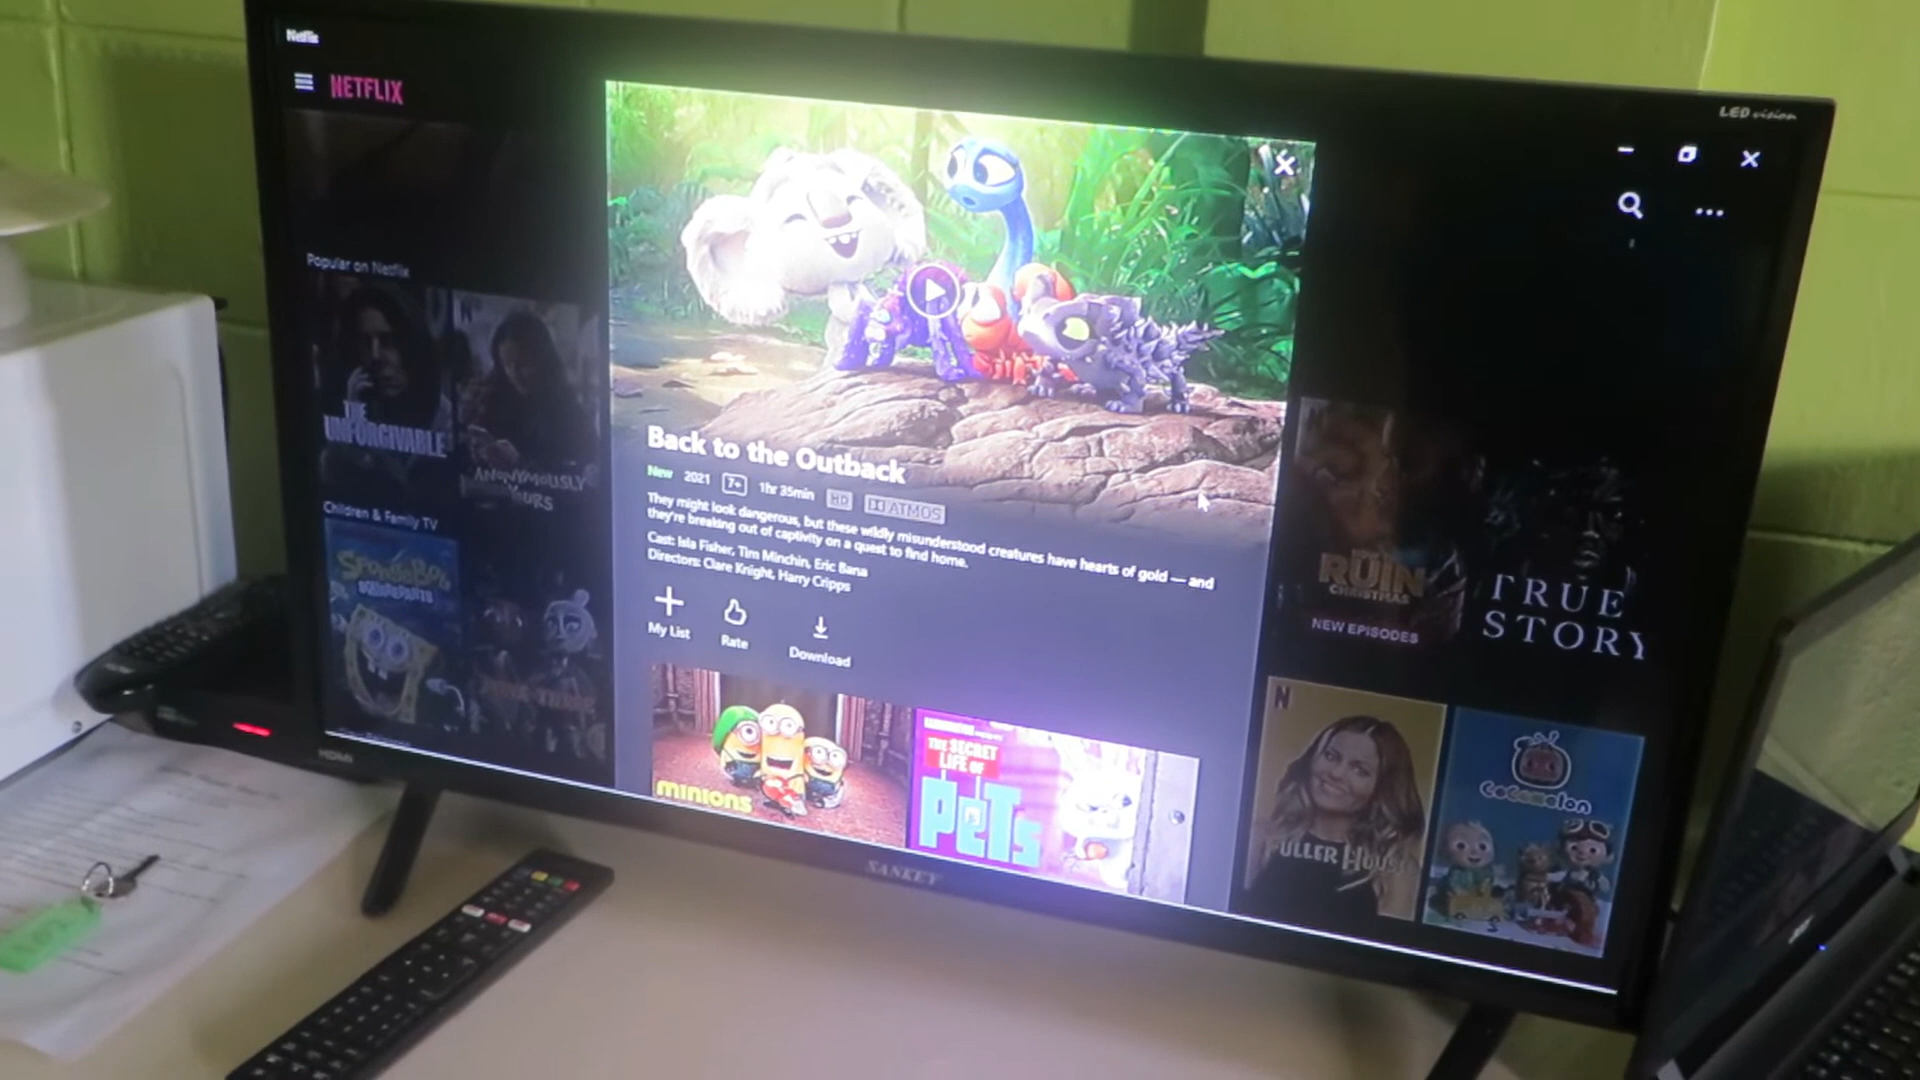 Netflix
NETFLIX
LED vision
Popular on Netflix
THE
UNFORGIVABLE
ANONYMOUSLY
YOURS
Children & Family TV
SPONGEBOB
SQUAREPANTS
Back to the Outback
New 2021 7+ 1hr 35min HD ATMOS
They might look dangerous, but these wildly misunderstood creatures have hearts of gold — and
they're breaking out of captivity on a quest to find home.
Cast: Isla Fisher, Tim Minchin, Eric Bana
Directors: Clare Knight, Harry Cripps
My List
Rate
Download
RUIN
CHRISTMAS
NEW EPISODES
TRUE
STORY
minions
THE SECRET
LIFE OF
PETS
N
FULLER HOUSE
CoComelon
HDMI
SANKEY